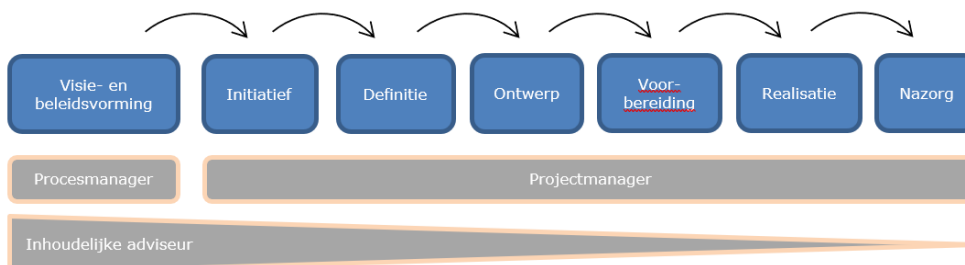 Visie- en
beleidsvorming
Initiatief
Definitie
Ontwerp
Voor-
bereiding
Realisatie
Nazorg
Procesmanager
Projectmanager
Inhoudelijke adviseur